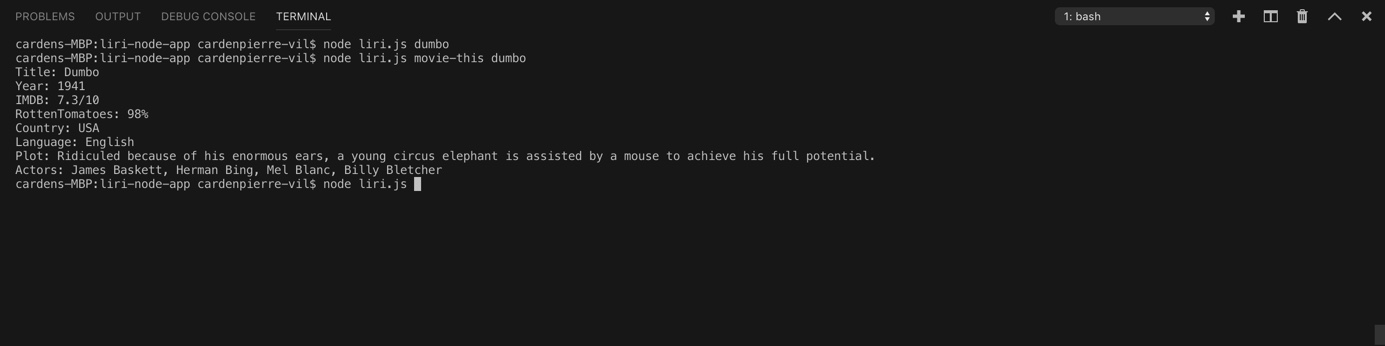 PROBLEMS OUTPUT DEBUG CONSOLE TERMINAL 1: bash
cardens-MBP:liri-node-app cardenpierre-vil$ node liri.js dumbo
cardens-MBP:liri-node-app cardenpierre-vil$ node liri.js movie-this dumbo
Title: Dumbo
Year: 1941
IMDB: 7.3/10
RottenTomatoes: 98%
Country: USA
Language: English
Plot: Ridiculed because of his enormous ears, a young circus elephant is assisted by a mouse to achieve his full potential.
Actors: James Baskett, Herman Bing, Mel Blanc, Billy Bletcher
cardens-MBP:liri-node-app cardenpierre-vil$ node liri.js